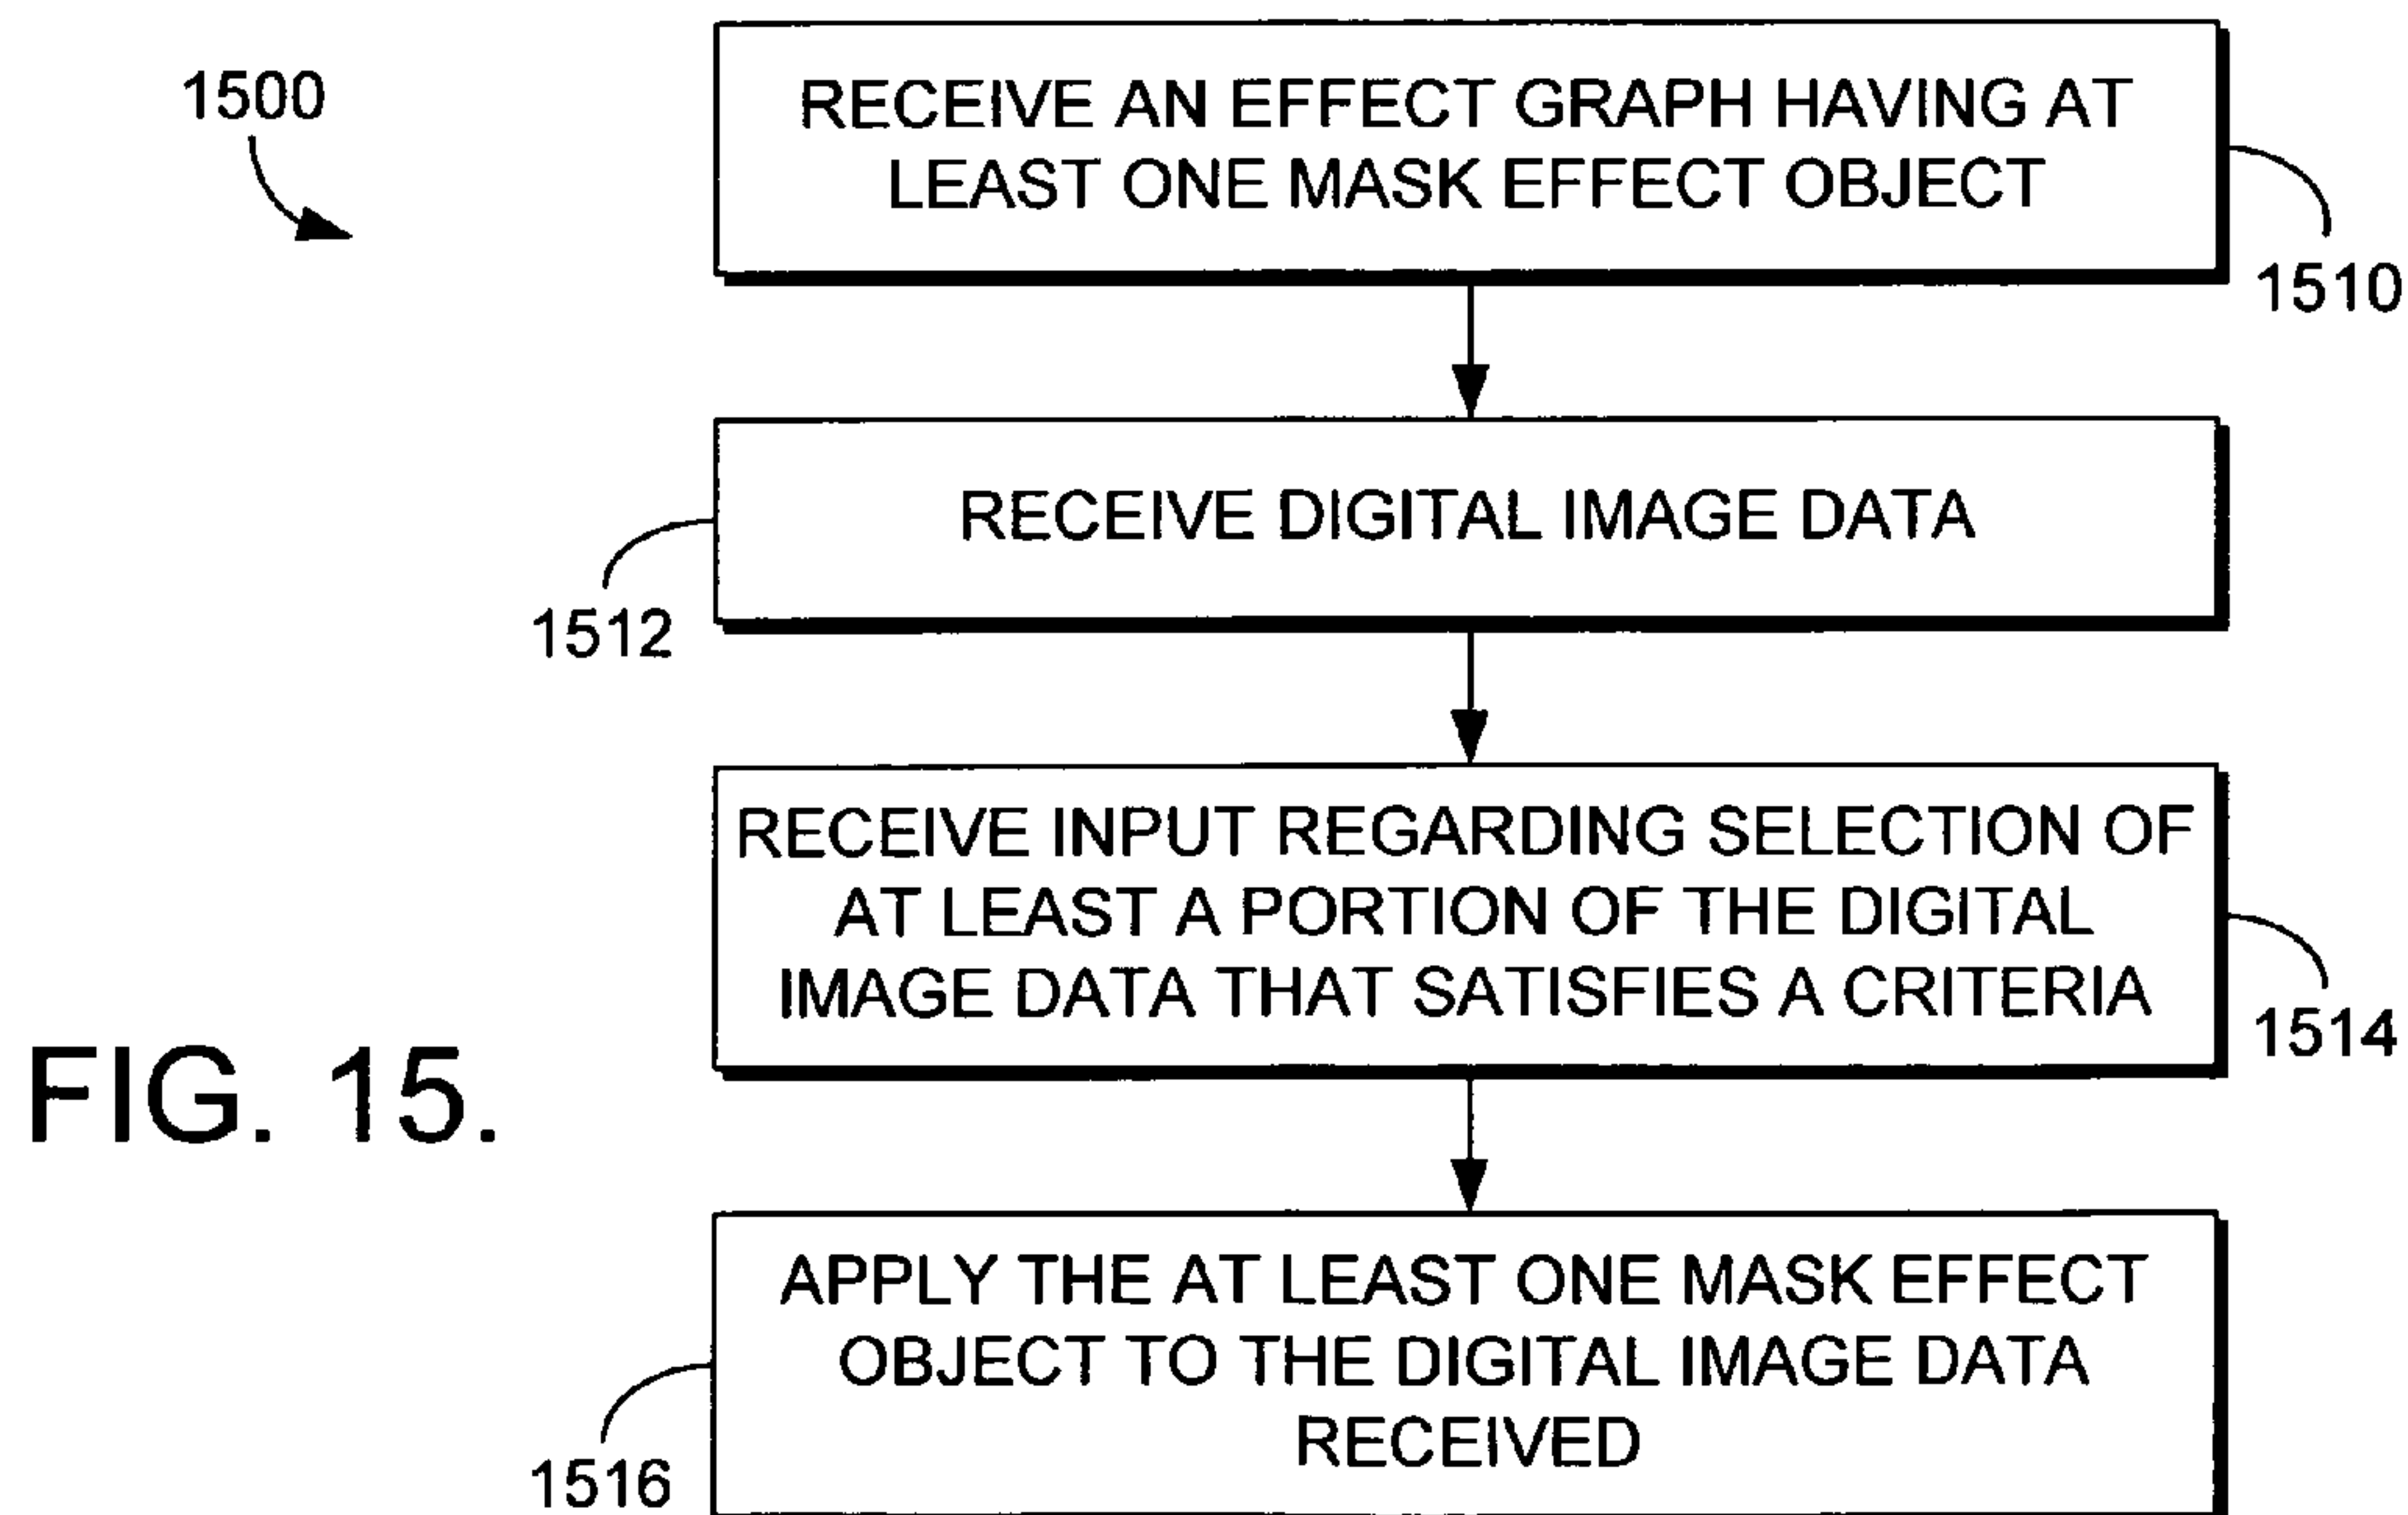 1500
RECEIVE AN EFFECT GRAPH HAVING AT
LEAST ONE MASK EFFECT OBJECT
1510
RECEIVE DIGITAL IMAGE DATA
1512
RECEIVE INPUT REGARDING SELECTION OF
AT LEAST A PORTION OF THE DIGITAL
IMAGE DATA THAT SATISFIES A CRITERIA
1514
FIG. 15.
APPLY THE AT LEAST ONE MASK EFFECT
OBJECT TO THE DIGITAL IMAGE DATA
RECEIVED
1516